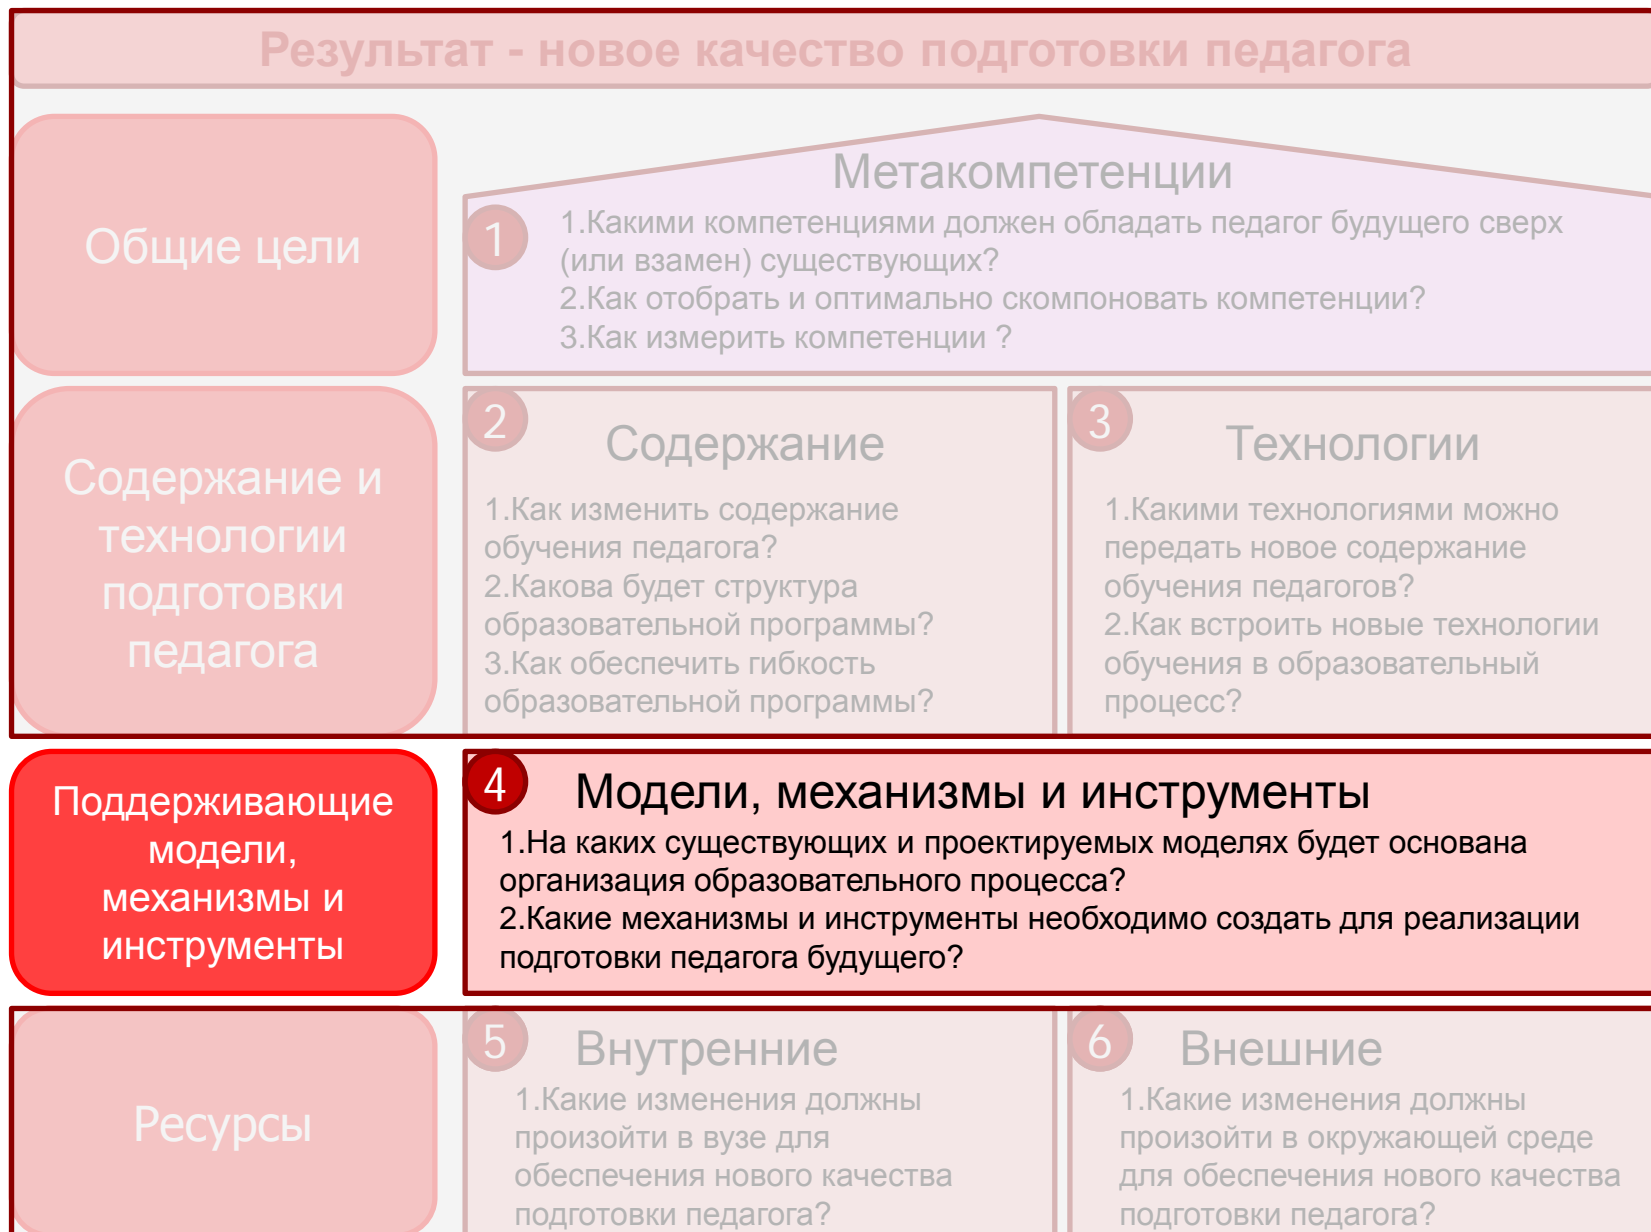 Результат - новое качество подготовки педагога
Общие цели
Метакомпетенции
1
1.Какими компетенциями должен обладать педагог будущего сверх
(или взамен) существующих?
2.Как отобрать и оптимально скомпоновать компетенции?
3.Как измерить компетенции ?
Содержание и
технологии
подготовки
педагога
2
Содержание
1.Как изменить содержание
обучения педагога?
2.Какова будет структура
образовательной программы?
3.Как обеспечить гибкость
образовательной программы?
3
Технологии
1.Какими технологиями можно
передать новое содержание
обучения педагогов?
2.Как встроить новые технологии
обучения в образовательный
процесс?
Поддерживающие
модели,
механизмы и
инструменты
4
Модели, механизмы и инструменты
1.На каких существующих и проектируемых моделях будет основана
организация образовательного процесса?
2.Какие механизмы и инструменты необходимо создать для реализации
подготовки педагога будущего?
Ресурсы
5
Внутренние
1.Какие изменения должны
произойти в вузе для
обеспечения нового качества
подготовки педагога?
6
Внешние
1.Какие изменения должны
произойти в окружающей среде
для обеспечения нового качества
подготовки педагога?